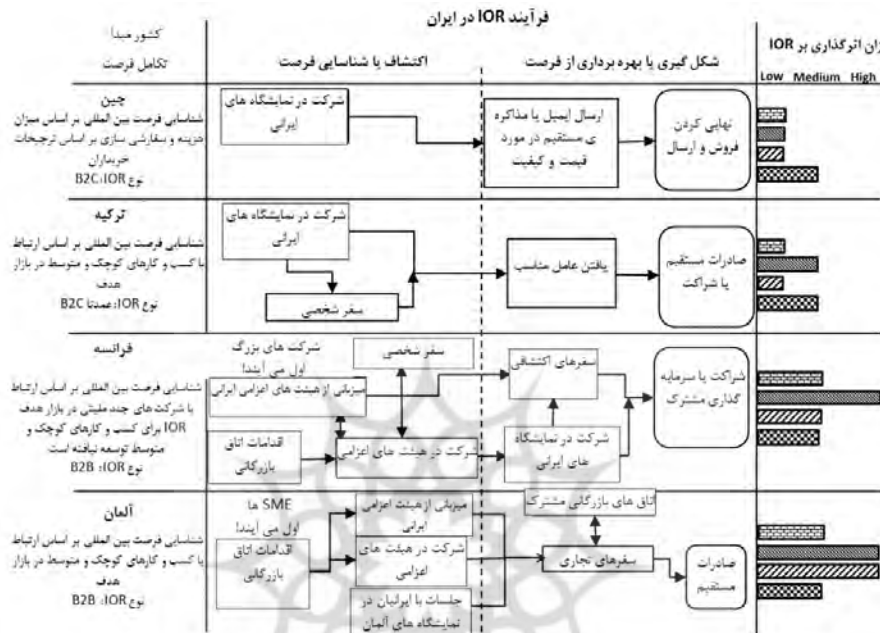 فرآیند IOR در ایران
کشور مبدا
تکامل فرصت
اکتشاف یا شناسایی فرصت
شکل گیری یا بهره برداری از فرصت
زان اثرگذاری بر IOR
Low Medium High
چین
شناسایی فرصت بین المللی بر اساس میزان
هزینه و سفارشی سازی بر اساس ترجیحات
خریداران
نوع IOR: B2C
شرکت در نمایشگاه های
ایرانی
ارسال ایمیل یا مذاکره
ی مستقیم در مورد
قیمت و کیفیت
نهایی کردن
فروش و ارسال
ترکیه
شناسایی فرصت بین المللی بر اساس ارتباط
با کسب و کارهای کوچک و متوسط در بازار
هدف
نوع IOR: عمدتا B2C
شرکت در نمایشگاه های
ایرانی
سفر شخصی
یافتن عامل مناسب
صادرات مستقیم
یا شراکت
فرانسه
شناسایی فرصت بین المللی بر اساس ارتباط
با شرکت های چند ملیتی در بازار هدف
IOR برای کسب و کارهای کوچک و
متوسط توسعه نیافته است
نوع IOR: B2B
شرکت های بزرگ
اول می آیند!
میزبانی از هیئت های اعزامی ایرانی
سفر شخصی
اقدامات اتاق
بازرگانی
شرکت در هیئت های اعزامی
سفرهای اکتشافی
شرکت در نمایشگاه
های ایرانی
شراکت یا سرمایه
گذاری مشترک
آلمان
شناسایی فرصت بین المللی بر اساس ارتباط
با کسب و کارهای کوچک و متوسط در بازار
هدف
نوع IOR: B2B
SME ها
اول می آیند!
اقدامات اتاق
بازرگانی
میزبانی از هیئت اعزامی
ایرانی
شرکت در هیئت های
اعزامی
جلسات با ایرانیان در
نمایشگاه های آلمان
اتاق های بازرگانی مشترک
سفرهای تجاری
صادرات
مستقیم